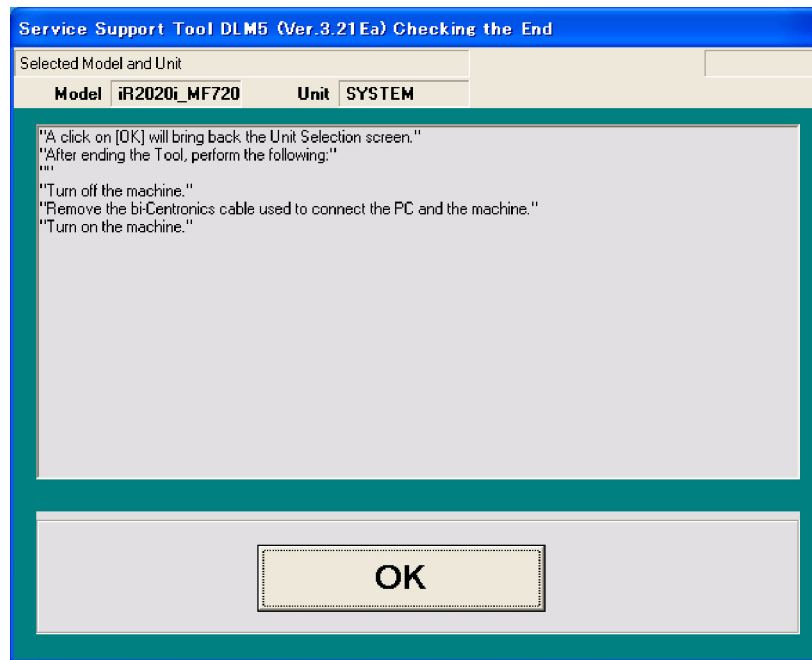 Service Support Tool DLM5 (Ver.3.21Ea) Checking the End
Selected Model and Unit
Model iR2020i_MF720 Unit SYSTEM
"A click on [OK] will bring back the Unit Selection screen."
"After ending the Tool, perform the following:"
""
"Turn off the machine."
"Remove the bi-Centronics cable used to connect the PC and the machine."
"Turn on the machine."
OK